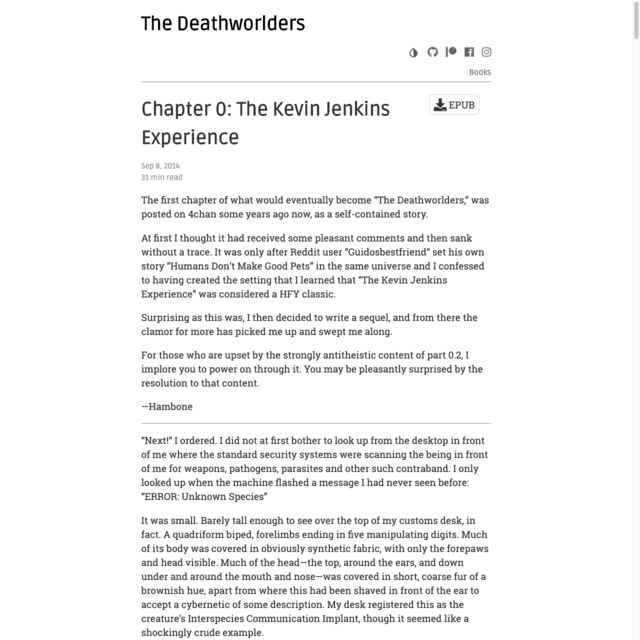 The Deathworlders
Books
Chapter 0: The Kevin Jenkins
Experience
EPUB
Sep 8, 2014
31 min read
The first chapter of what would eventually become “The Deathworlders,” was
posted on 4chan some years ago now, as a self-contained story.
At first I thought it had received some pleasant comments and then sank
without a trace. It was only after Reddit user “Guidosbestfriend” set his own
story “Humans Don’t Make Good Pets” in the same universe and I confessed
to having created the setting that I learned that “The Kevin Jenkins
Experience” was considered a HFY classic.
Surprising as this was, I then decided to write a sequel, and from there the
clamor for more has picked me up and swept me along.
For those who are upset by the strongly antitheistic content of part 0.2, I
implore you to power on through it. You may be pleasantly surprised by the
resolution to that content.
—Hambone
“Next!” I ordered. I did not at first bother to look up from the desktop in front
of me where the standard security systems were scanning the being in front
of me for weapons, pathogens, parasites and other such contraband. I only
looked up when the machine flashed a message I had never seen before:
“ERROR: Unknown Species”
It was small. Barely tall enough to see over the top of my customs desk, in
fact. A quadriform biped, forelimbs ending in five manipulating digits. Much
of its body was covered in obviously synthetic fabric, with only the forepaws
and head visible. Much of the head—the top, around the ears, and down
under and around the mouth and nose—was covered in short, coarse fur of a
brownish hue, apart from where this had been shaved in front of the ear to
accept a cybernetic of some description. My desk registered this as the
creature’s Interspecies Communication Implant, though it seemed like a
shockingly crude example.